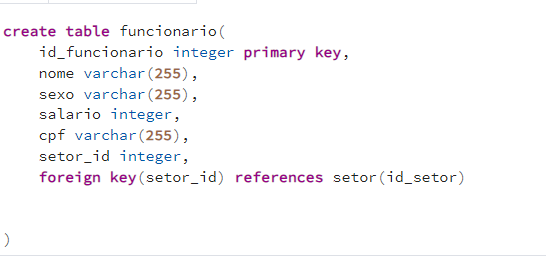 create table funcionario(
    id_funcionario integer primary key,
    nome varchar(255),
    sexo varchar(255),
    salario integer,
    cpf varchar(255),
    setor_id integer,
    foreign key(setor_id) references setor(id_setor)
)